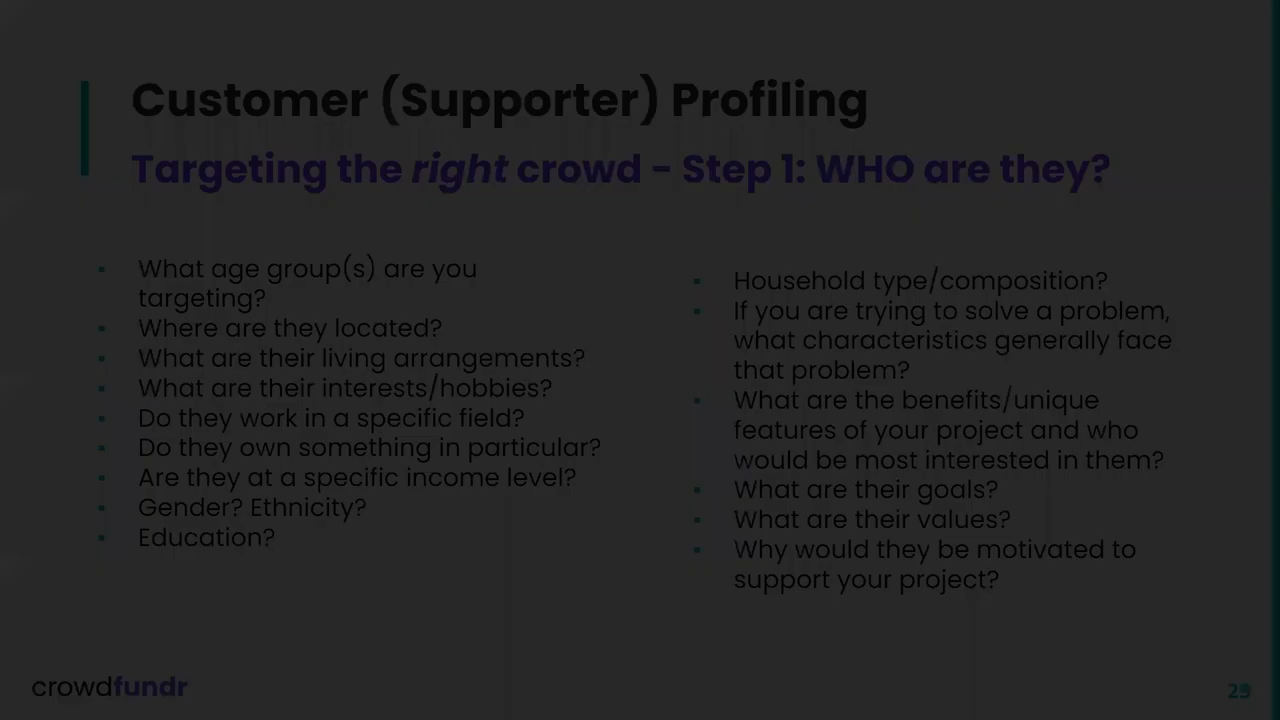 Customer (Supporter) Profiling
Targeting the right crowd - Step 1: WHO are they?
What age group(s) are you
targeting?
Where are they located?
What are their living arrangements?
What are their interests/hobbies?
Do they work in a specific field?
Do they own something in particular?
Are they at a specific income level?
Gender? Ethnicity?
Education?
Household type/composition?
If you are trying to solve a problem,
what characteristics generally face
that problem?
What are the benefits/unique
features of your project and who
would be most interested in them?
What are their goals?
What are their values?
Why would they be motivated to
support your project?
crowdfundr